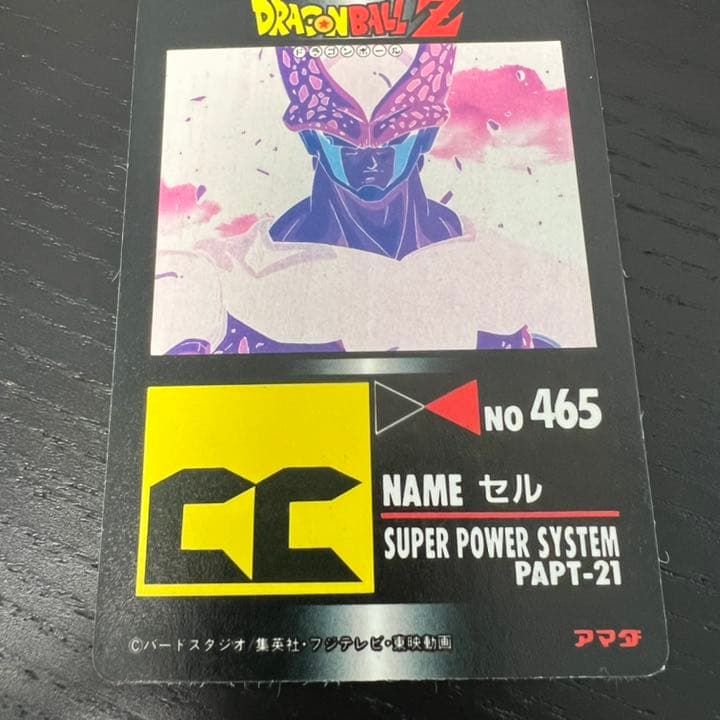 DRAGONBALL Z
ドラゴンボール
NO 465
NAME セル
SUPER POWER SYSTEM
PAPT-21
CC
©バードスタジオ/集英社・フジテレビ・東映動画
アマダ